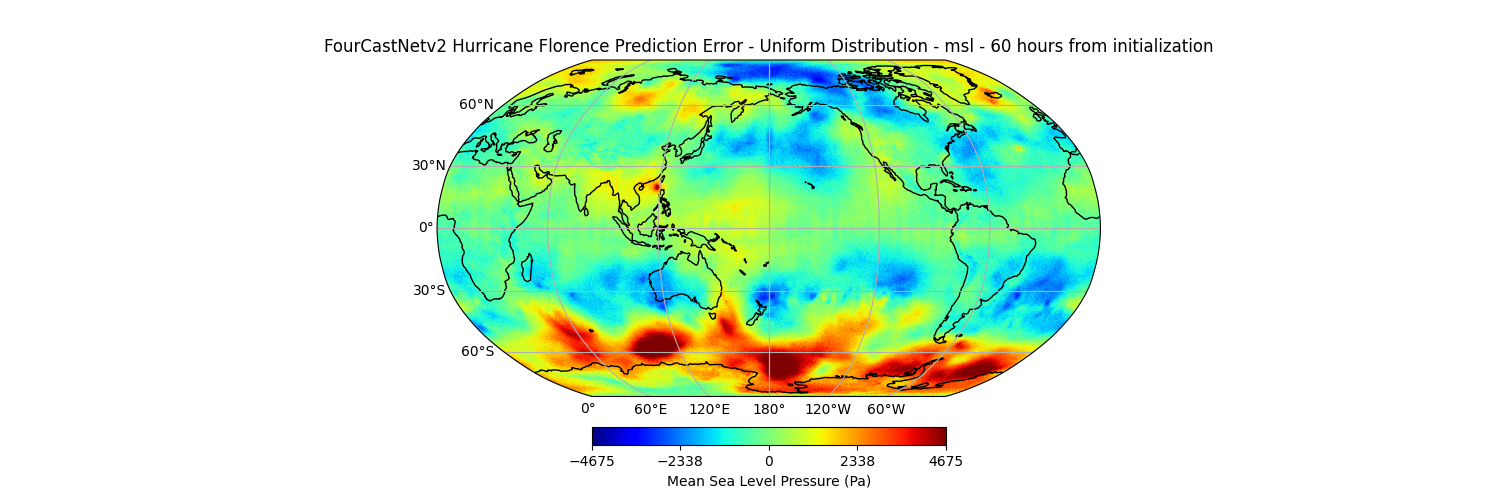 FourCastNetv2 Hurricane Florence Prediction Error - Uniform Distribution - msl - 60 hours from initialization
60°N
30°N
0°
30°S
60°S
0° 60°E 120°E 180° 120°W 60°W
−4675 −2338 0 2338 4675
Mean Sea Level Pressure (Pa)